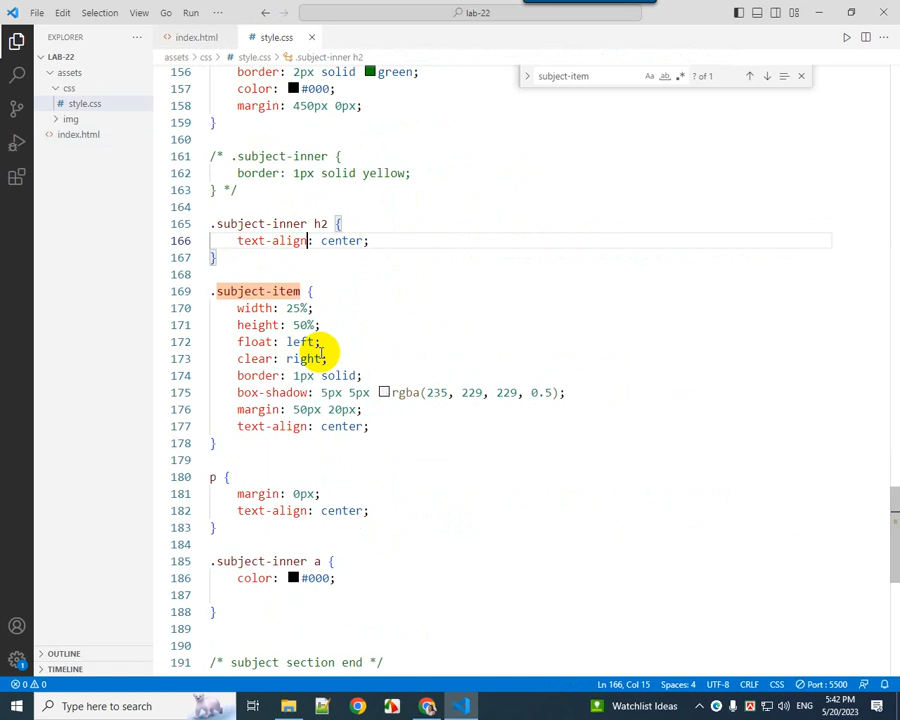 File Edit Selection View Go Run ··· lab-22
EXPLORER ···
index.html style.css
assets > css > style.css > .subject-inner h2
LAB-22
assets
css
style.css
img
index.html
subject-item Aa ab ? of 1
156 border: 2px solid green;
157 color: #000;
158 margin: 450px 0px;
159 }
160
161 /* .subject-inner {
162 border: 1px solid yellow;
163 } */
164
165 .subject-inner h2 {
166 text-align: center;
167 }
168
169 .subject-item {
170 width: 25%;
171 height: 50%;
172 float: left;
173 clear: right;
174 border: 1px solid;
175 box-shadow: 5px 5px rgba(235, 229, 229, 0.5);
176 margin: 50px 20px;
177 text-align: center;
178 }
179
180 p {
181 margin: 0px;
182 text-align: center;
183 }
184
185 .subject-inner a {
186 color: #000;
187
188 }
189
190
191 /* subject section end */
OUTLINE
TIMELINE
1
0 0 Ln 166, Col 15 Spaces: 4 UTF-8 CRLF CSS Port : 5500
Type here to search Watchlist Ideas 5:42 PM
5/20/2023